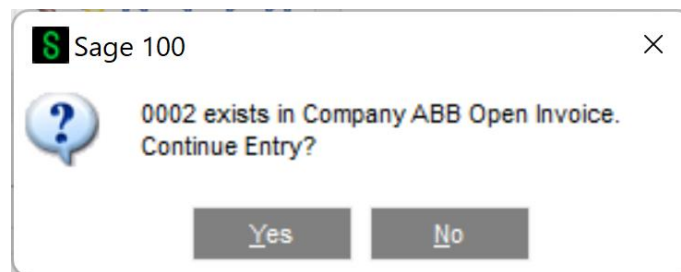 S Sage 100
0002 exists in Company ABB Open Invoice.
Continue Entry?
Yes No